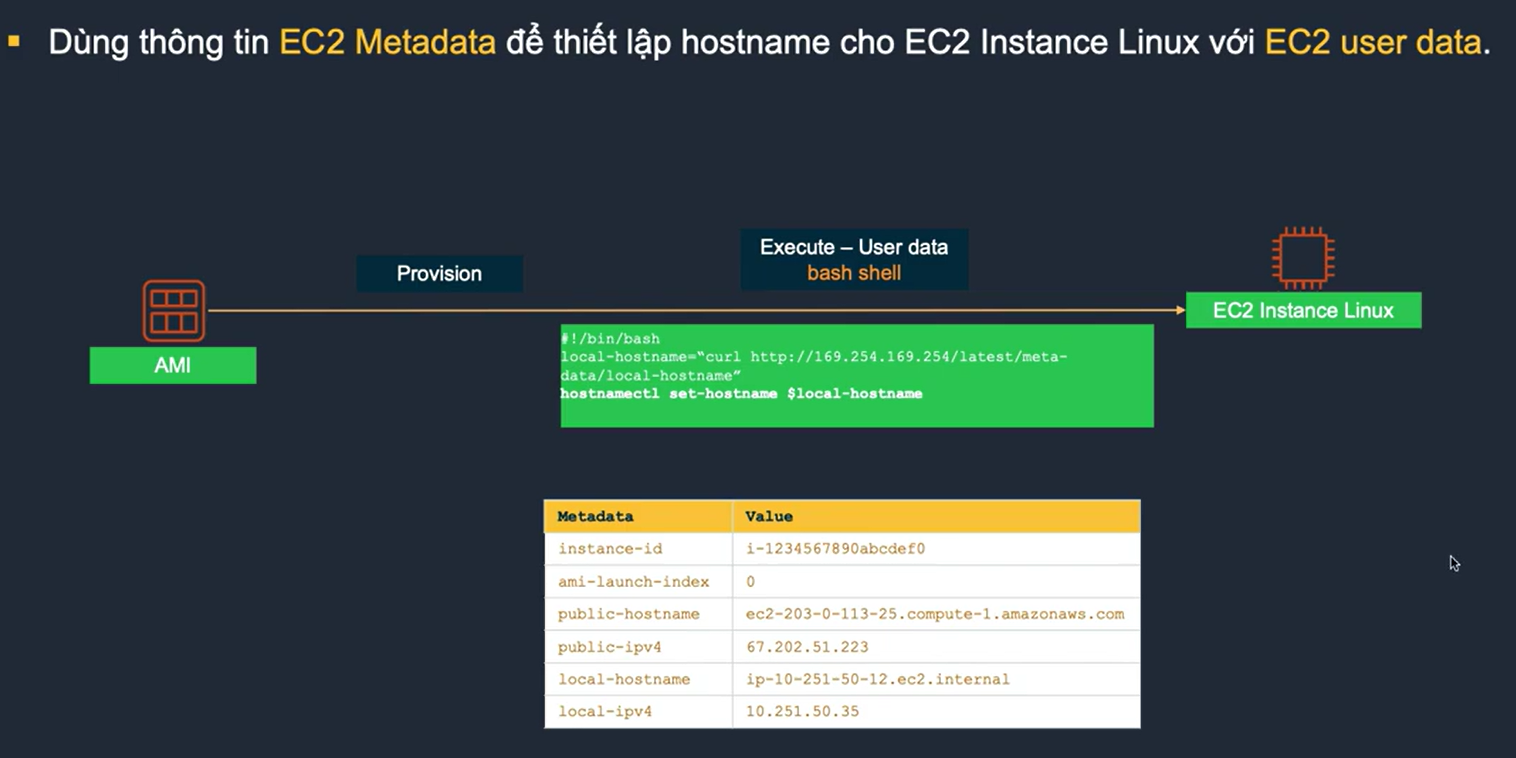 ▪ Dùng thông tin EC2 Metadata để thiết lập hostname cho EC2 Instance Linux với EC2 user data.
Provision
Execute – User data
bash shell
AMI
EC2 Instance Linux
#!/bin/bash
local-hostname=“curl http://169.254.169.254/latest/meta-
data/local-hostname”
hostnamectl set-hostname $local-hostname
Metadata Value
instance-id i-1234567890abcdef0
ami-launch-index 0
public-hostname ec2-203-0-113-25.compute-1.amazonaws.com
public-ipv4 67.202.51.223
local-hostname ip-10-251-50-12.ec2.internal
local-ipv4 10.251.50.35